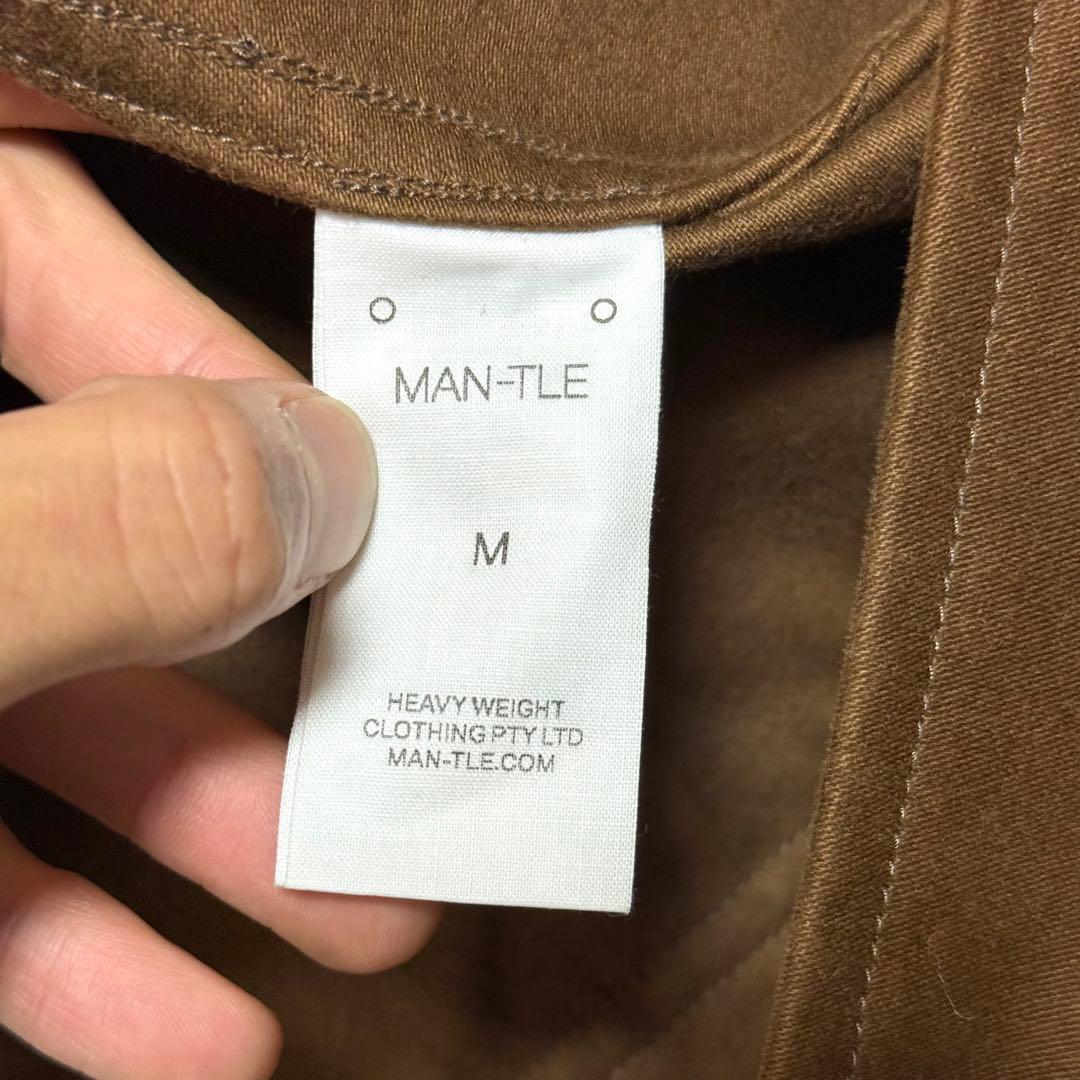 MAN-TLE
M
HEAVY WEIGHT
CLOTHING PTY LTD
MAN-TLE.COM